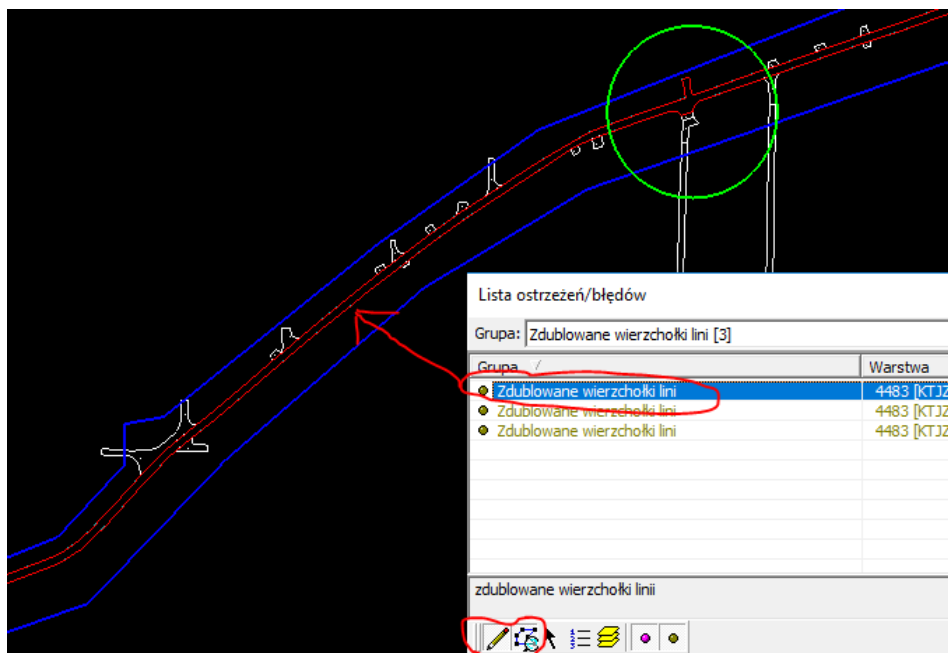 Lista ostrzeżeń/błędów
Grupa: Zdublowane wierzchołki lini [3]
Grupa Warstwa
Zdublowane wierzchołki lini 4483 [KTJZ
Zdublowane wierzchołki lini 4483 [KTJZ
Zdublowane wierzchołki lini 4483 [KTJZ
zdublowane wierzchołki linii